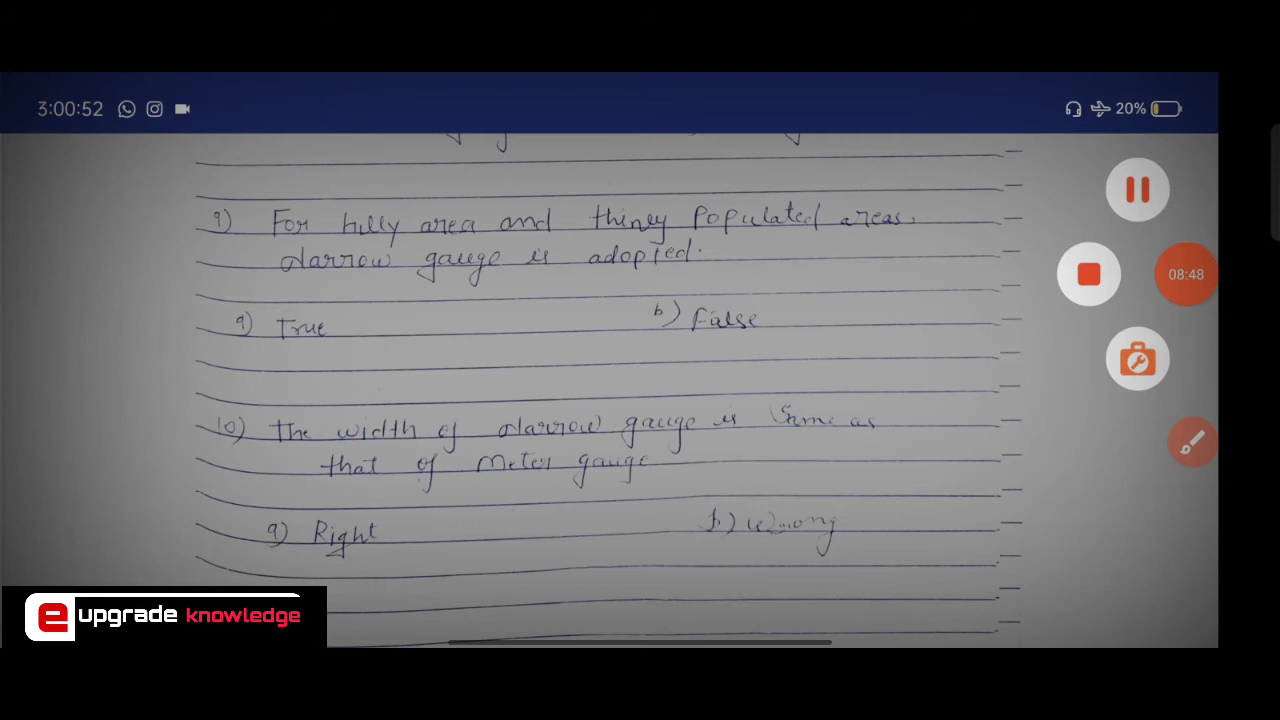 3:00:52
20%
9) For hilly area and thinly Populated areas.
Narrow gauge is adopted.
a) True b) False
10) The width of Narrow gauge is Same as
that of Meter gauge
a) Right b) Wrong
08:48
e upgrade knowledge